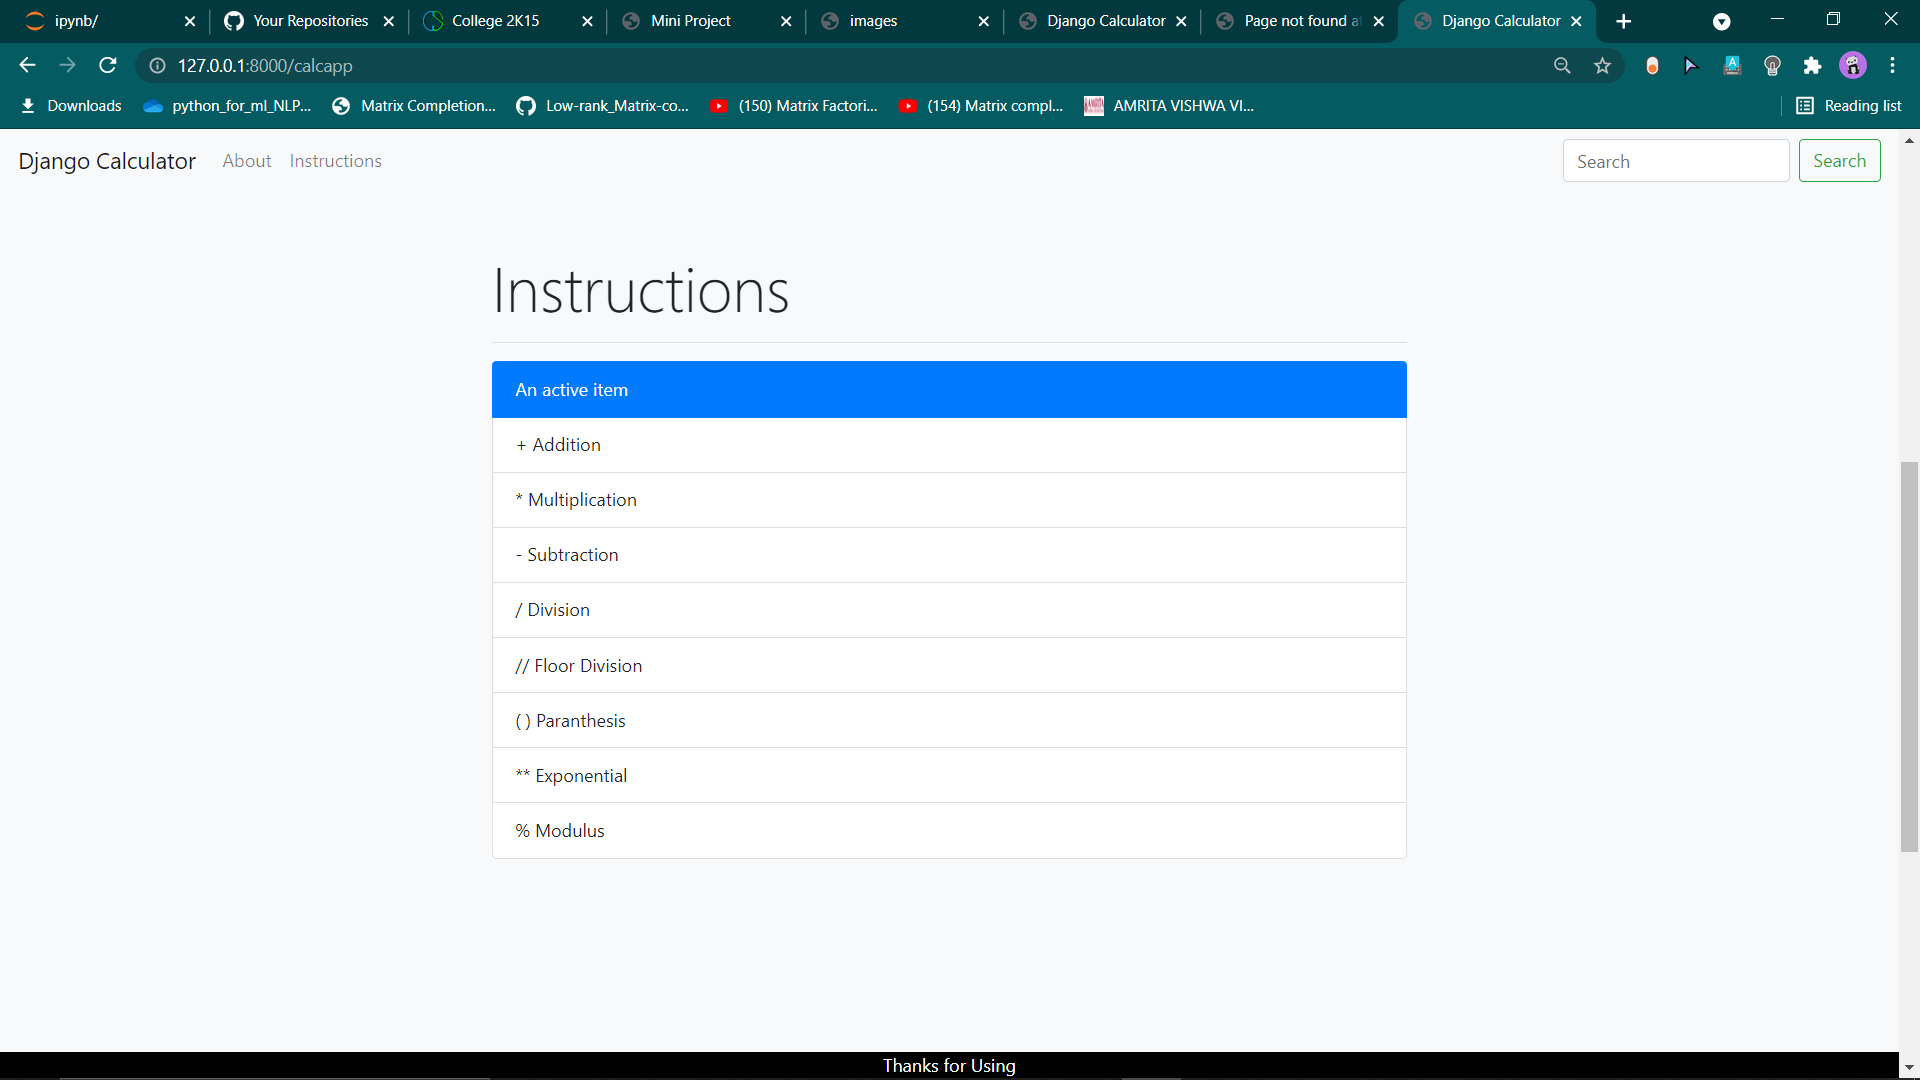 ipynb/
Your Repositories
College 2K15
Mini Project
images
Django Calculator
Page not found a
Django Calculator
127.0.0.1:8000/calcapp
Downloads
python_for_ml_NLP...
Matrix Completion...
Low-rank_Matrix-co...
(150) Matrix Factori...
(154) Matrix compl...
AMRITA VISHWA VI...
Reading list
Django Calculator
About
Instructions
Search
Search
Instructions
An active item
+ Addition
* Multiplication
- Subtraction
/ Division
// Floor Division
( ) Paranthesis
** Exponential
% Modulus
Thanks for Using